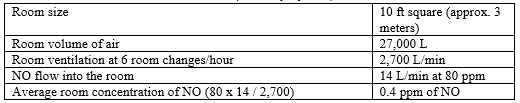 Room size 10 ft square (approx. 3
meters)
Room volume of air 27,000 L
Room ventilation at 6 room changes/hour 2,700 L/min
NO flow into the room 14 L/min at 80 ppm
Average room concentration of NO (80 x 14 / 2,700) 0.4 ppm of NO